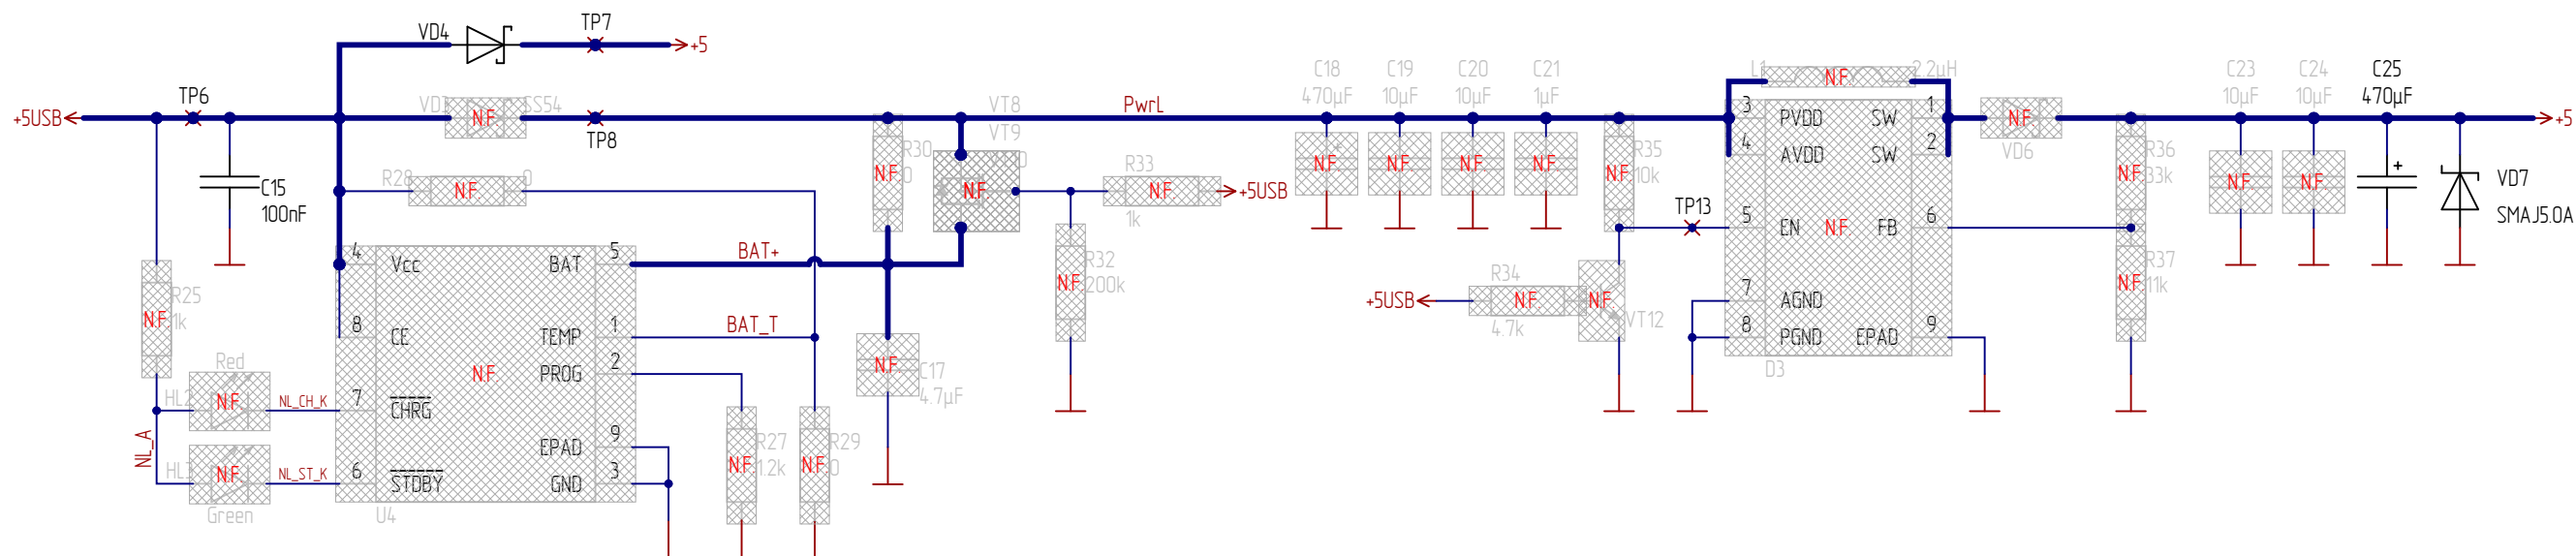 VD4
TP7
+5
+5USB
TP6
C15
100nF
SS54
N.F.
TP8
R28
N.F.
0
R25
1k
N.F.
Red
N.F.
NL_CH_K
NL_A
N.F.
NL_ST_K
Green
4
Vcc
8
CE
7
CHRG
6
STDBY
BAT
5
TEMP
1
PROG
2
EPAD
9
GND
3
N.F.
U4
BAT+
BAT_T
R27
1.2k
N.F.
R29
0
N.F.
R30
0
N.F.
C17
4.7µF
N.F.
VT8
VT9
N.F.
R32
200k
N.F.
R33
N.F.
1k
+5USB
PwrL
C18
470µF
N.F.
C19
10µF
N.F.
C20
10µF
N.F.
C21
1µF
N.F.
R35
10k
N.F.
TP13
+5USB
R34
N.F.
4.7k
N.F.
VT12
L1
N.F.
2.2µH
3
PVDD
4
AVDD
5
EN
7
AGND
8
PGND
SW
1
SW
2
FB
6
EPAD
9
N.F.
D3
N.F.
VD6
R36
33k
N.F.
R37
11k
N.F.
C23
10µF
N.F.
C24
10µF
N.F.
C25
470µF
+
VD7
SMAJ5.0A
+5